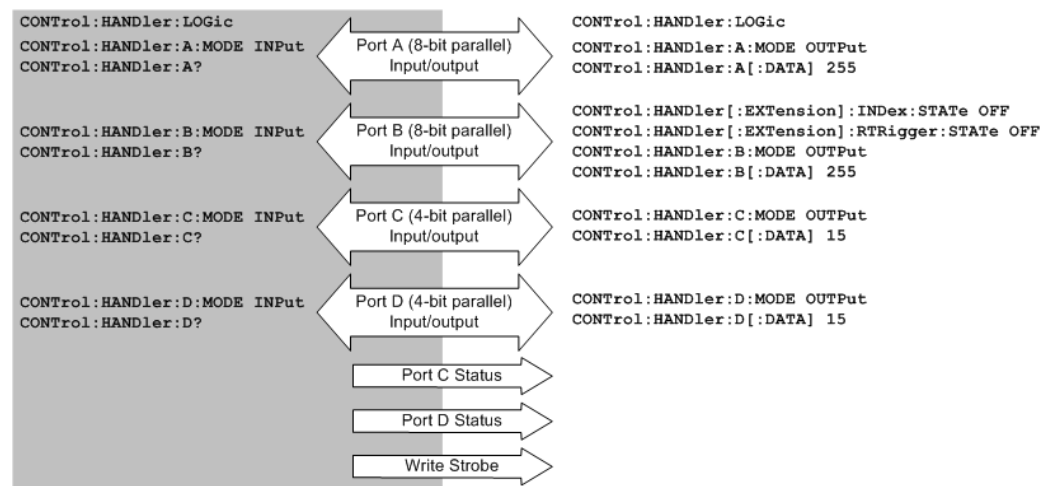 CONTrol:HANDler:LOGic
CONTrol:HANDler:A:MODE INPut
CONTrol:HANDler:A?
Port A (8-bit parallel)
Input/output
CONTrol:HANDler:LOGic
CONTrol:HANDler:A:MODE OUTPut
CONTrol:HANDler:A[:DATA] 255
CONTrol:HANDler:B:MODE INPut
CONTrol:HANDler:B?
Port B (8-bit parallel)
Input/output
CONTrol:HANDler[:EXTension]:INDex:STATe OFF
CONTrol:HANDler[:EXTension]:RTRigger:STATe OFF
CONTrol:HANDler:B:MODE OUTPut
CONTrol:HANDler:B[:DATA] 255
CONTrol:HANDler:C:MODE INPut
CONTrol:HANDler:C?
Port C (4-bit parallel)
Input/output
CONTrol:HANDler:C:MODE OUTPut
CONTrol:HANDler:C[:DATA] 15
CONTrol:HANDler:D:MODE INPut
CONTrol:HANDler:D?
Port D (4-bit parallel)
Input/output
CONTrol:HANDler:D:MODE OUTPut
CONTrol:HANDler:D[:DATA] 15
Port C Status
Port D Status
Write Strobe